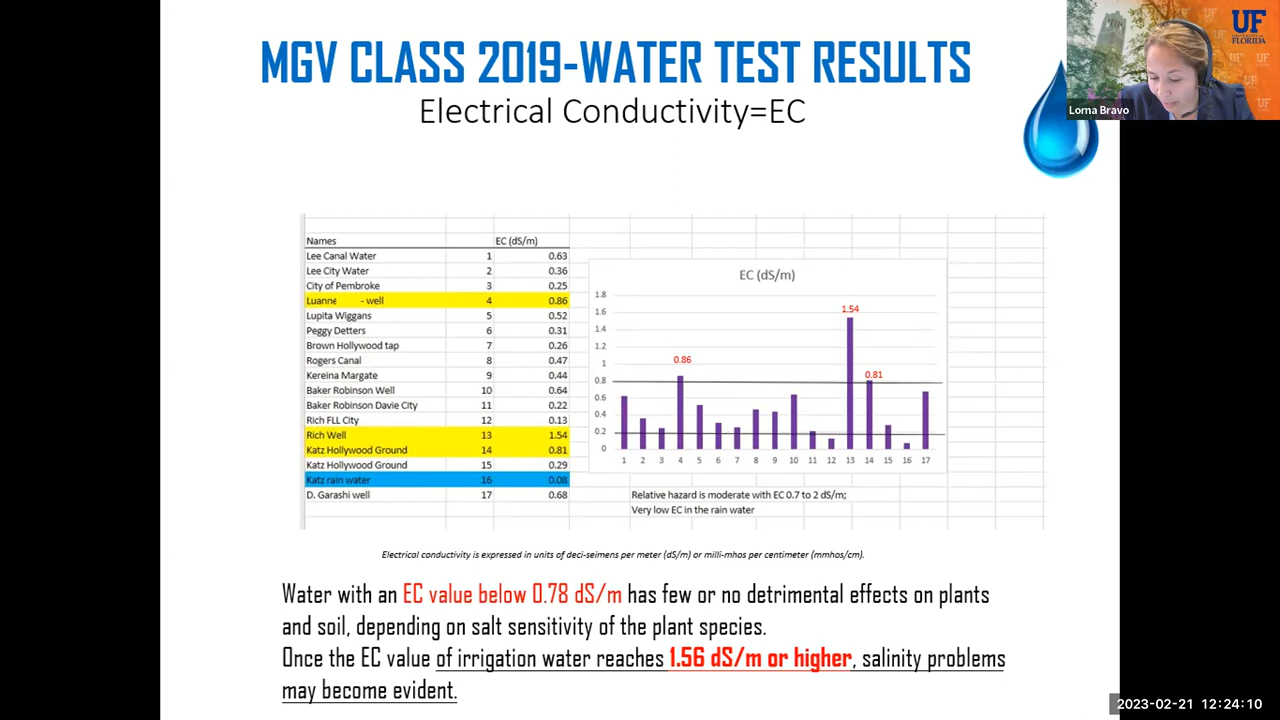 MGV CLASS 2019-WATER TEST RESULTS
Electrical Conductivity=EC
UF
UNIVERSITY of
FLORIDA
Lorna Bravo
Names EC (dS/m)
Lee Canal Water 1 0.63
Lee City Water 2 0.36
City of Pembroke 3 0.25
Luanne - well 4 0.86
Lupita Wiggans 5 0.52
Peggy Detters 6 0.31
Brown Hollywood tap 7 0.26
Rogers Canal 8 0.47
Kereina Margate 9 0.44
Baker Robinson Well 10 0.64
Baker Robinson Davie City 11 0.22
Rich FLL City 12 0.13
Rich Well 13 1.54
Katz Hollywood Ground 14 0.81
Katz Hollywood Ground 15 0.29
Katz rain water 16 0.08
D. Garashi well 17 0.68
EC (dS/m)
1.8
1.6
1.4
1.2
1
0.8
0.6
0.4
0.2
0
0.86
1.54
0.81
1 2 3 4 5 6 7 8 9 10 11 12 13 14 15 16 17
Relative hazard is moderate with EC 0.7 to 2 dS/m;
Very low EC in the rain water
Electrical conductivity is expressed in units of deci-seimens per meter (dS/m) or milli-mhos per centimeter (mmhos/cm).
Water with an EC value below 0.78 dS/m has few or no detrimental effects on plants
and soil, depending on salt sensitivity of the plant species.
Once the EC value of irrigation water reaches 1.56 dS/m or higher, salinity problems
may become evident.
2023-02-21 12:24:10